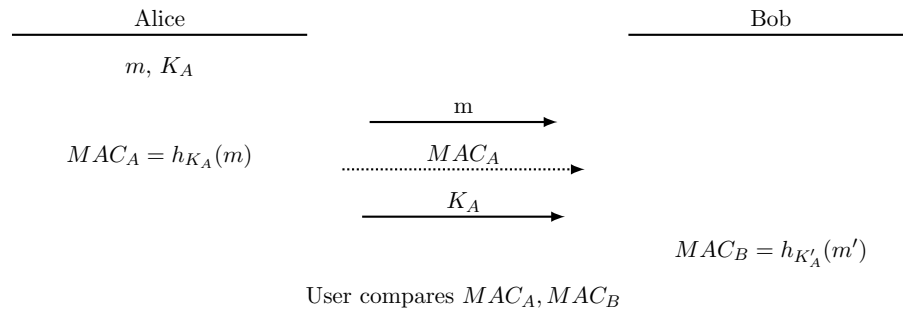 Alice Bob
m, K_A
m
MAC_A = h_{K_A}(m)
MAC_A
K_A
MAC_B = h_{K'_A}(m')
User compares MAC_A, MAC_B